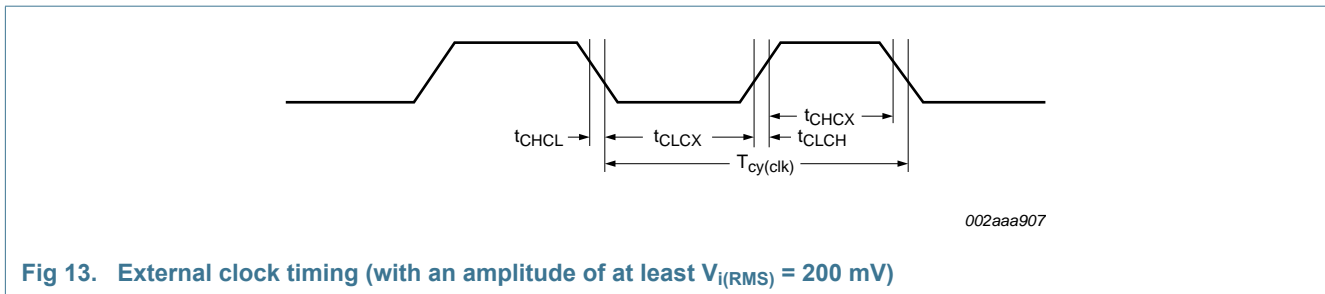 tCHCX
tCHCL
tCLCX
tCLCH
Tcy(clk)
002aaa907
Fig 13. External clock timing (with an amplitude of at least Vi(RMS) = 200 mV)